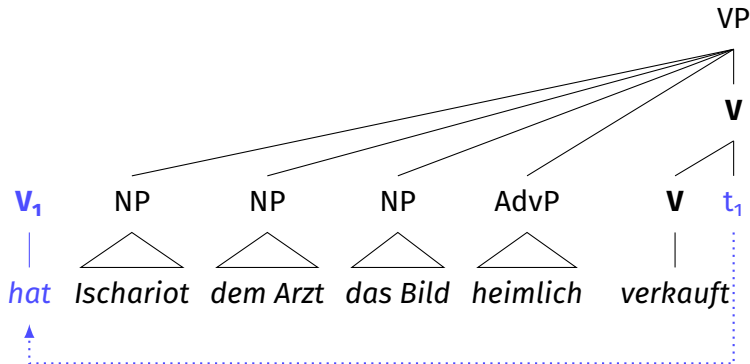 VP
V
V₁ NP NP NP AdvP V t₁
hat Ischariot dem Arzt das Bild heimlich verkauft